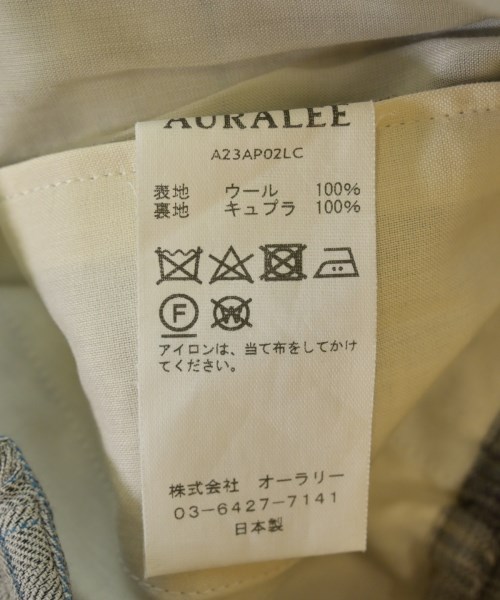 AURALEE
A23AP02LC
表地 ウール 100%
裏地 キュプラ 100%
F W
アイロンは、当て布をしてかけ
てください。
株式会社 オーラリー
03-6427-7141
日本製